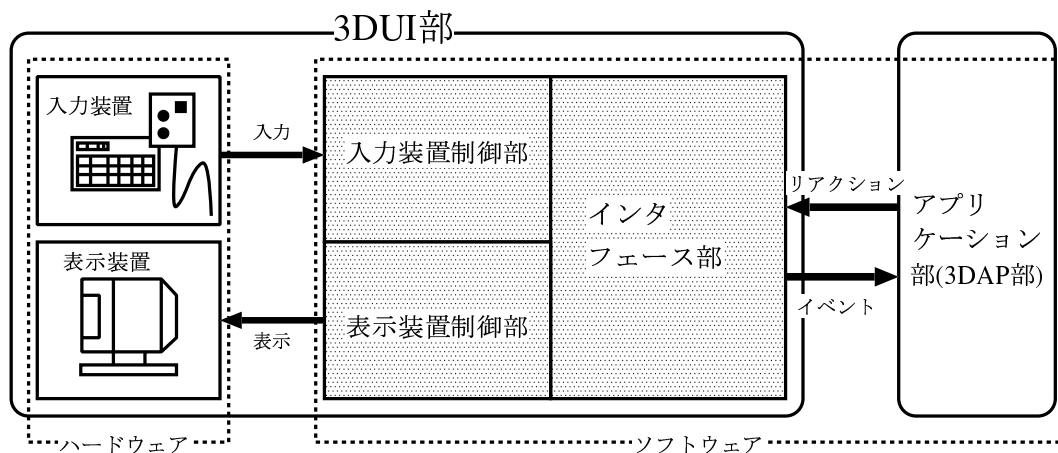 3DUI部
入力装置
入力
入力装置制御部
表示装置
表示
表示装置制御部
インタ
フェース部
リアクション
イベント
アプリ
ケーション
部(3DAP部)
ハードウェア
ソフトウェア